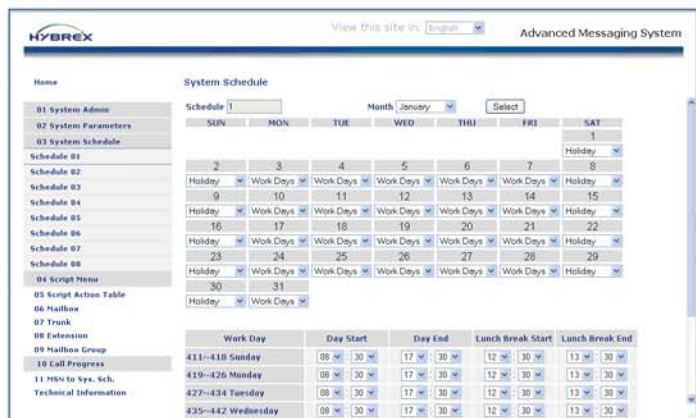 HYBREX
View this site in: English
Advanced Messaging System
Home
01 System Admin
02 System Parameters
03 System Schedule
Schedule 01
Schedule 02
Schedule 03
Schedule 04
Schedule 05
Schedule 06
Schedule 07
Schedule 08
04 Script Menu
05 Script Action Table
06 Mailbox
07 Trunk
08 Extension
09 Mailbox Group
10 Call Progress
11 MSN to Sys. Sch.
Technical Information
System Schedule
Schedule 1 Month January Select
SUN MON TUE WED THU FRI SAT
1
Holiday
2 3 4 5 6 7 8
Holiday Work Days Work Days Work Days Work Days Work Days Holiday
9 10 11 12 13 14 15
Holiday Work Days Work Days Work Days Work Days Work Days Holiday
16 17 18 19 20 21 22
Holiday Work Days Work Days Work Days Work Days Work Days Holiday
23 24 25 26 27 28 29
Holiday Work Days Work Days Work Days Work Days Work Days Holiday
30 31
Holiday Work Days
Work Day Day Start Day End Lunch Break Start Lunch Break End
411~418 Sunday 08 : 30 17 : 30 12 : 30 13 : 30
419~426 Monday 08 : 30 17 : 30 12 : 30 13 : 30
427~434 Tuesday 08 : 30 17 : 30 12 : 30 13 : 30
435~442 Wednesday 08 : 30 17 : 30 12 : 30 13 : 30